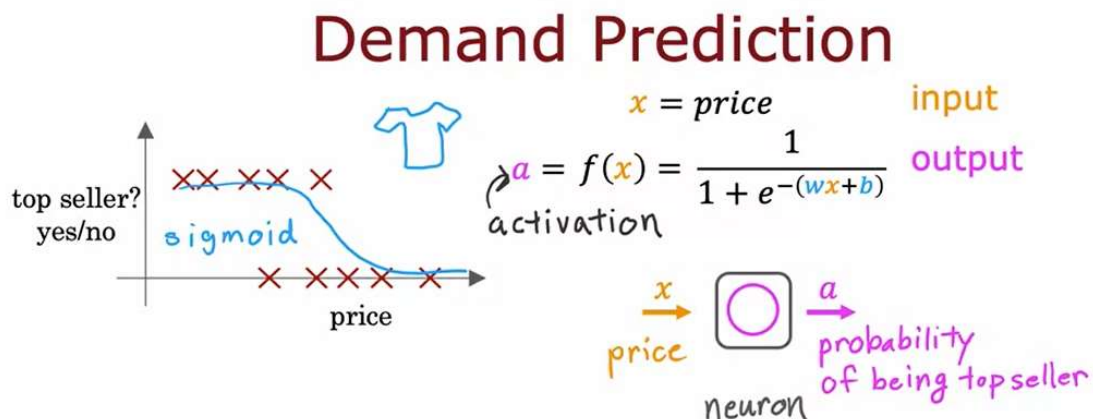 Demand Prediction
x = price
input
a = f(x) = 1 / (1 + e^-(wx+b))
output
activation
top seller?
yes/no
sigmoid
price
x
a
price
probability
of being top seller
neuron